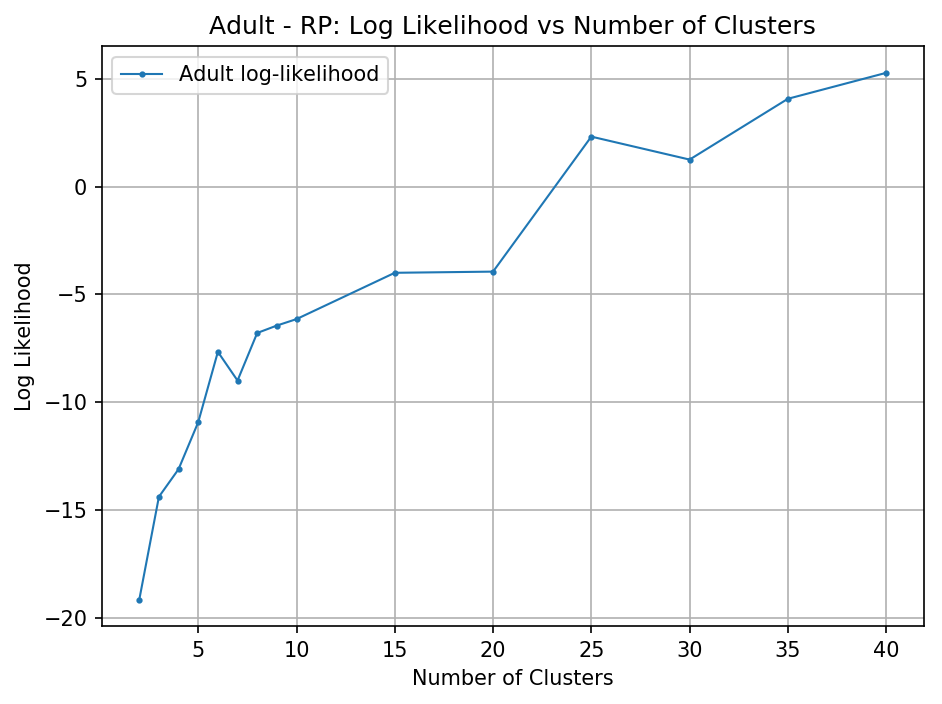 Adult - RP: Log Likelihood vs Number of Clusters
Adult log-likelihood
Log Likelihood
5
0
−5
−10
−15
−20
5 10 15 20 25 30 35 40
Number of Clusters